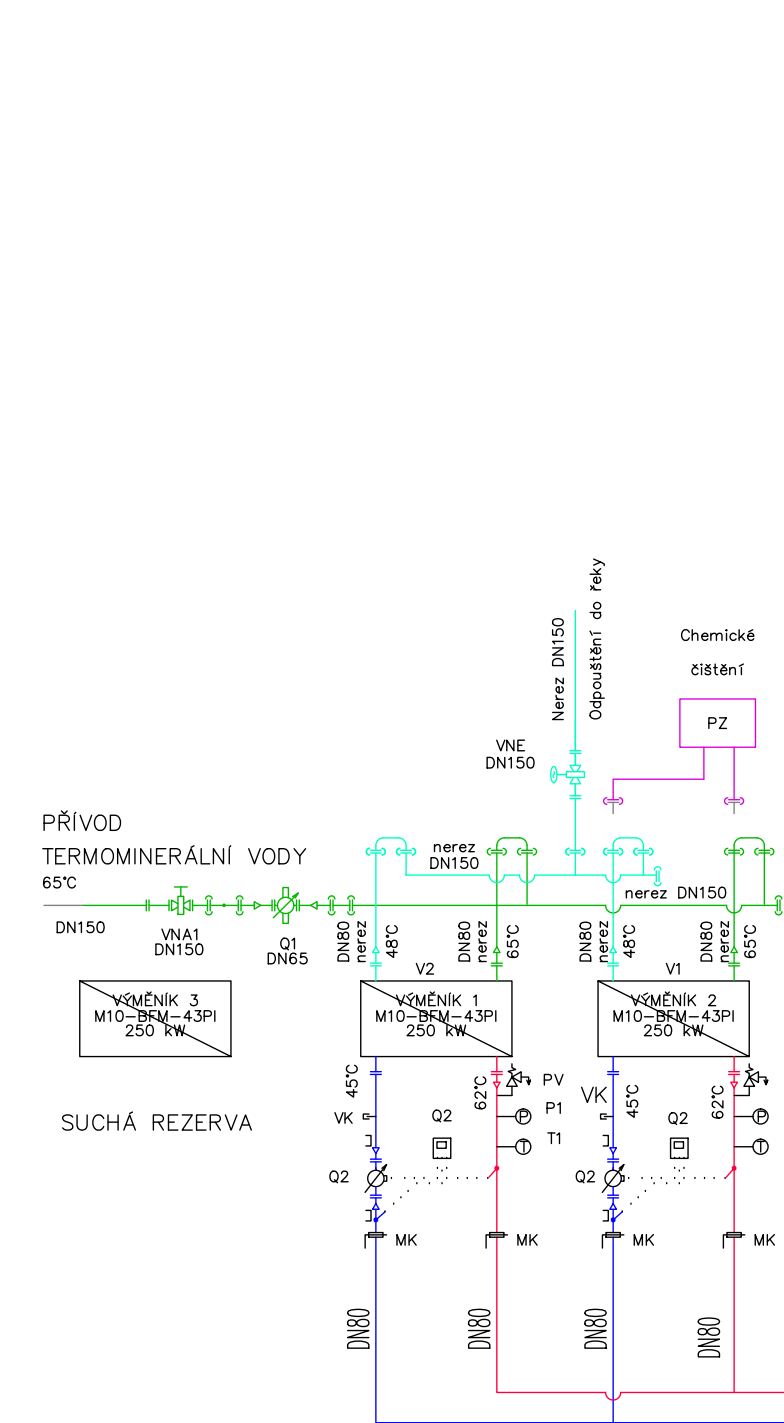 Nerez DN150
Odpouštění do řeky
Chemické
čištění
PZ
VNE
DN150
PŘÍVOD
TERMOMINERÁLNÍ VODY
65°C
nerez
DN150
nerez DN150
DN150
VNA1
DN150
Q1
DN65
DN80
nerez
48°C
DN80
nerez
65°C
DN80
nerez
48°C
DN80
nerez
65°C
V2
V1
VÝMĚNÍK 3
M10-BFM-43PI
250 kW
VÝMĚNÍK 1
M10-BFM-43PI
250 kW
VÝMĚNÍK 2
M10-BFM-43PI
250 kW
SUCHÁ REZERVA
45°C
62°C
PV
VK
45°C
62°C
VK
Q2
P1
P
Q2
P
T1
T
T
Q2
Q2
MK
MK
MK
MK
DN80
DN80
DN80
DN80